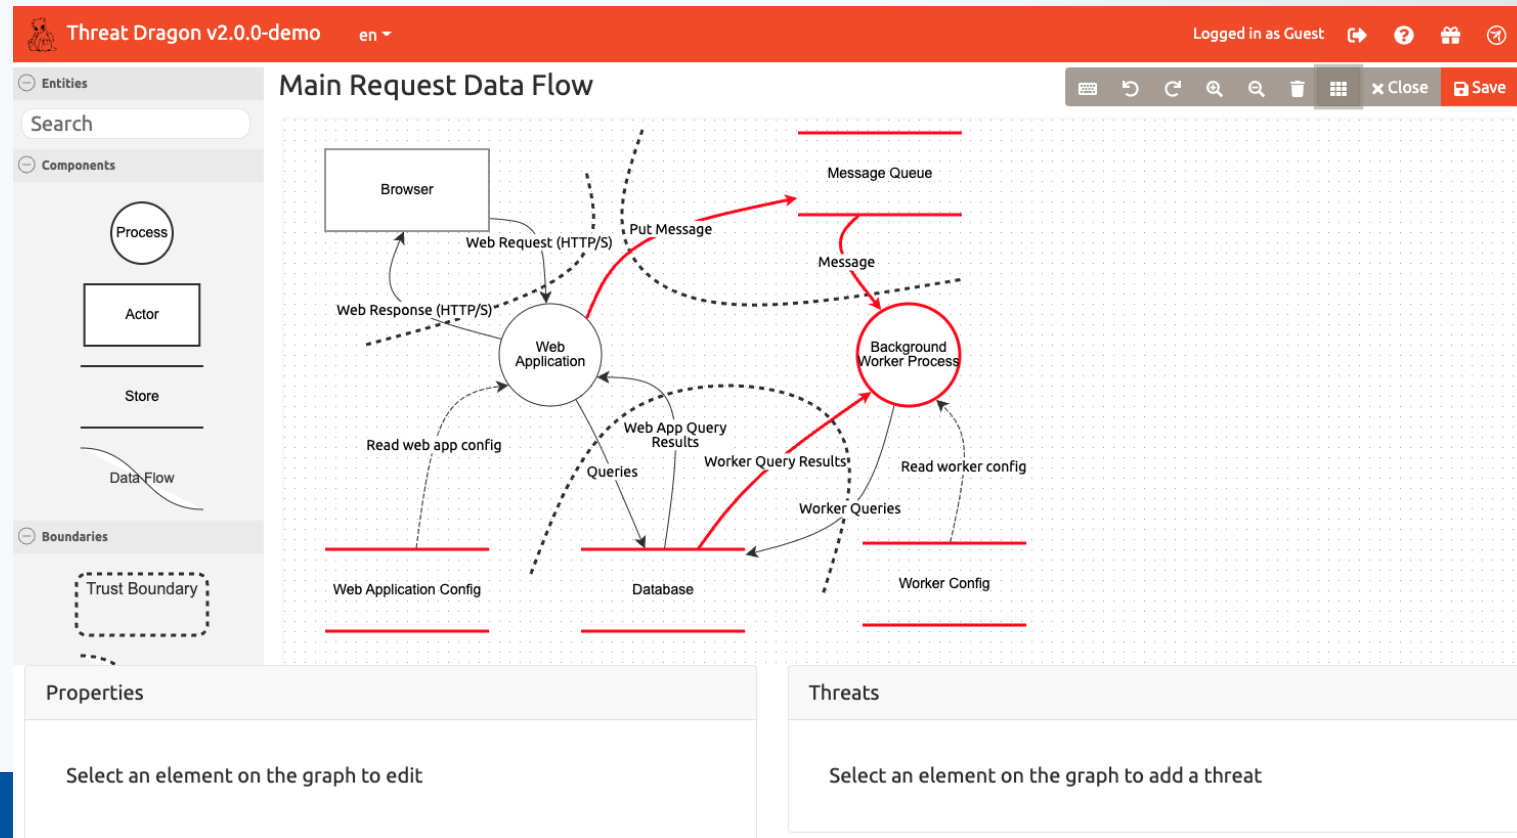 Threat Dragon v2.0.0-demo
en
Logged in as Guest
Entities
Search
Components
Process
Actor
Store
Data Flow
Boundaries
Trust Boundary
Main Request Data Flow
Close
Save
Browser
Message Queue
Put Message
Web Request (HTTP/S)
Message
Web Response (HTTP/S)
Web
Application
Background
Worker Process
Read web app config
Web App Query
Results
Queries
Worker Query Results
Read worker config
Worker Queries
Web Application Config
Database
Worker Config
Properties
Select an element on the graph to edit
Threats
Select an element on the graph to add a threat